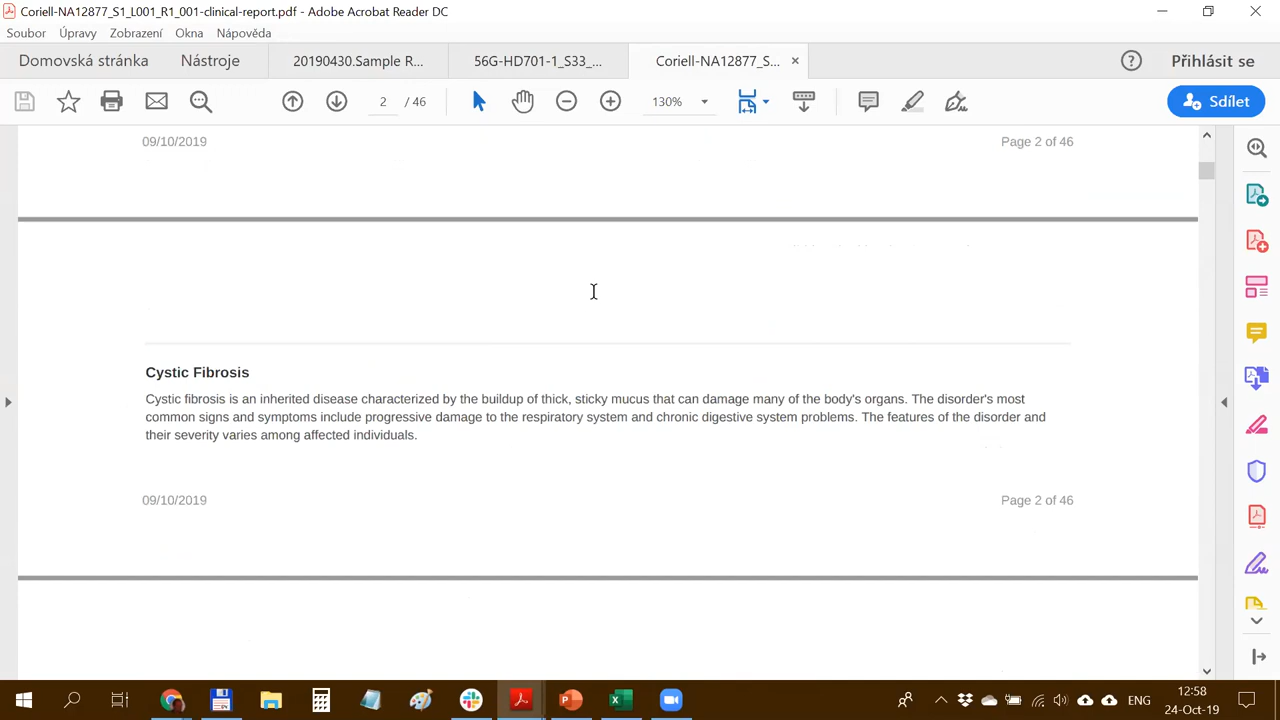 Coriell-NA12877_S1_L001_R1_001-clinical-report.pdf - Adobe Acrobat Reader DC
Soubor Úpravy Zobrazení Okna Nápověda
Domovská stránka Nástroje 20190430.Sample R... 56G-HD701-1_S33_... Coriell-NA12877_S... ×
Přihlásit se
2 / 46 130% Sdílet
09/10/2019 Page 2 of 46
Cystic Fibrosis
Cystic fibrosis is an inherited disease characterized by the buildup of thick, sticky mucus that can damage many of the body's organs. The disorder's most
common signs and symptoms include progressive damage to the respiratory system and chronic digestive system problems. The features of the disorder and
their severity varies among affected individuals.
09/10/2019 Page 2 of 46
ENG 12:58
24-Oct-19